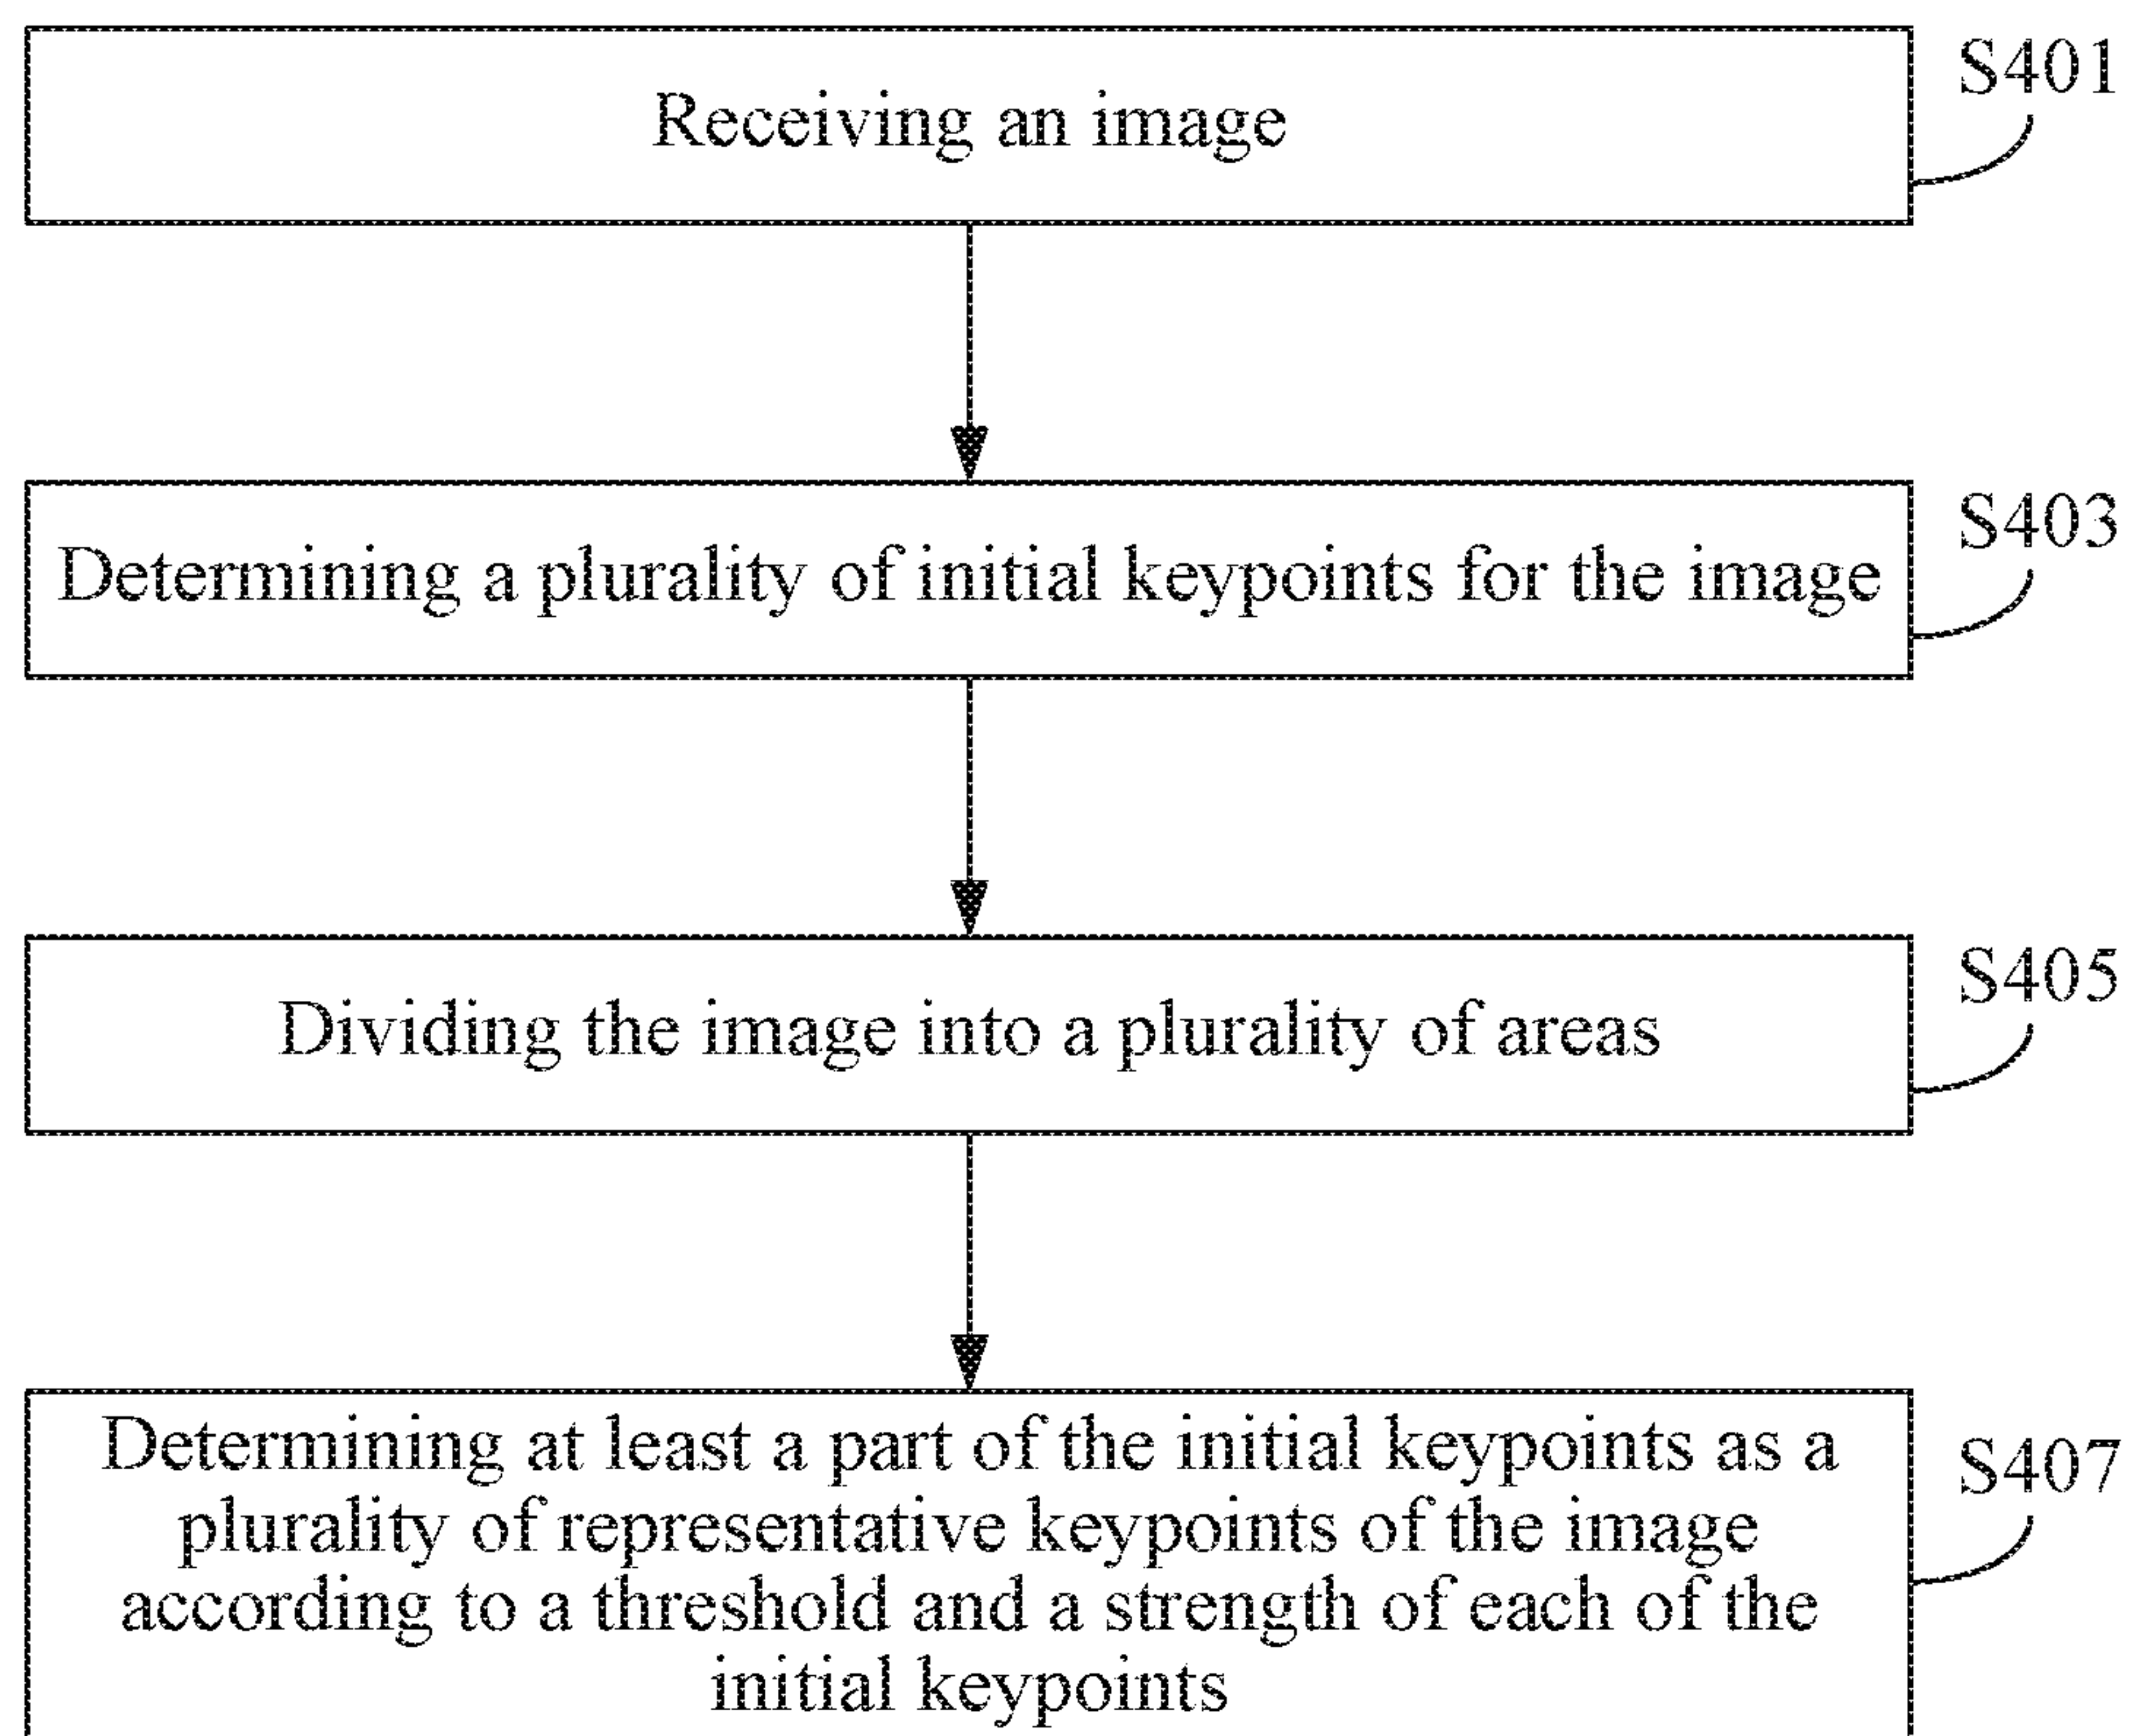 Receiving an image
S401
Determining a plurality of initial keypoints for the image
S403
Dividing the image into a plurality of areas
S405
Determining at least a part of the initial keypoints as a
plurality of representative keypoints of the image
according to a threshold and a strength of each of the
initial keypoints
S407